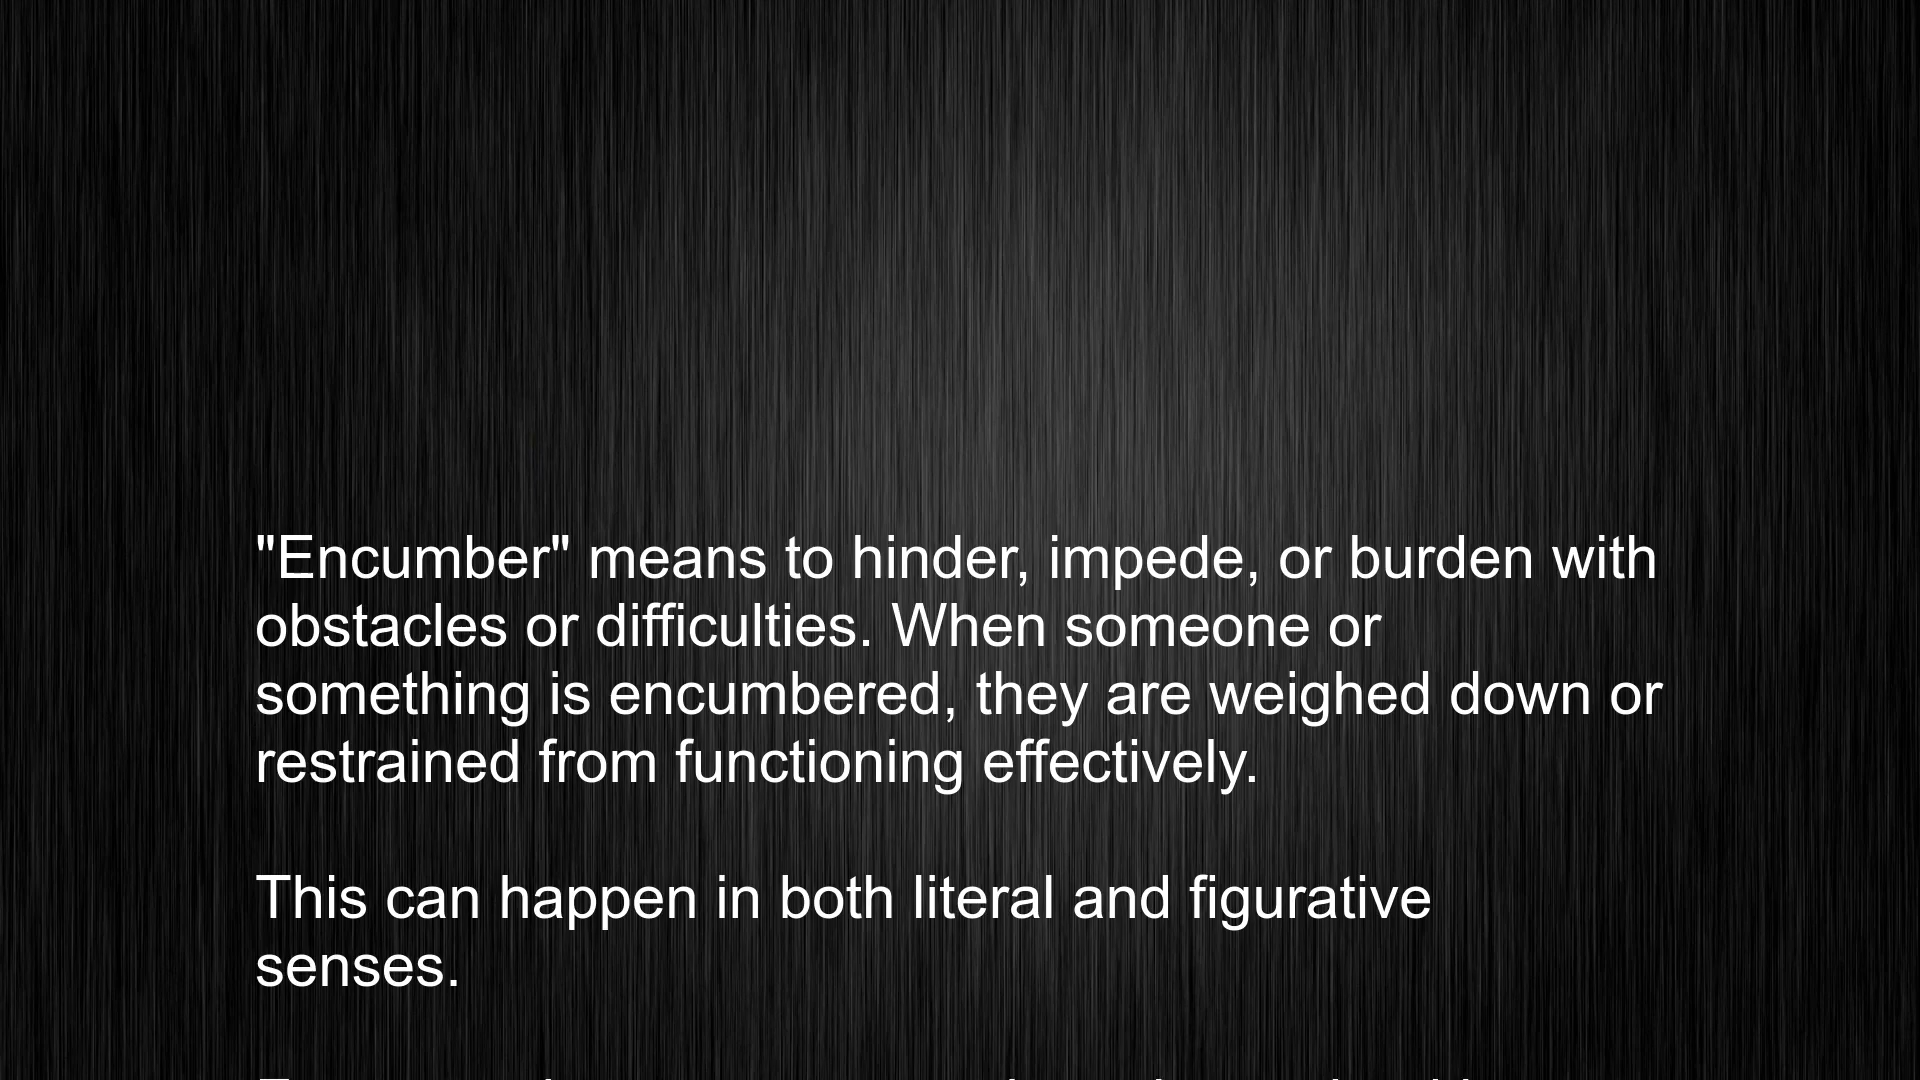 "Encumber" means to hinder, impede, or burden with
obstacles or difficulties. When someone or
something is encumbered, they are weighed down or
restrained from functioning effectively.
This can happen in both literal and figurative
senses.